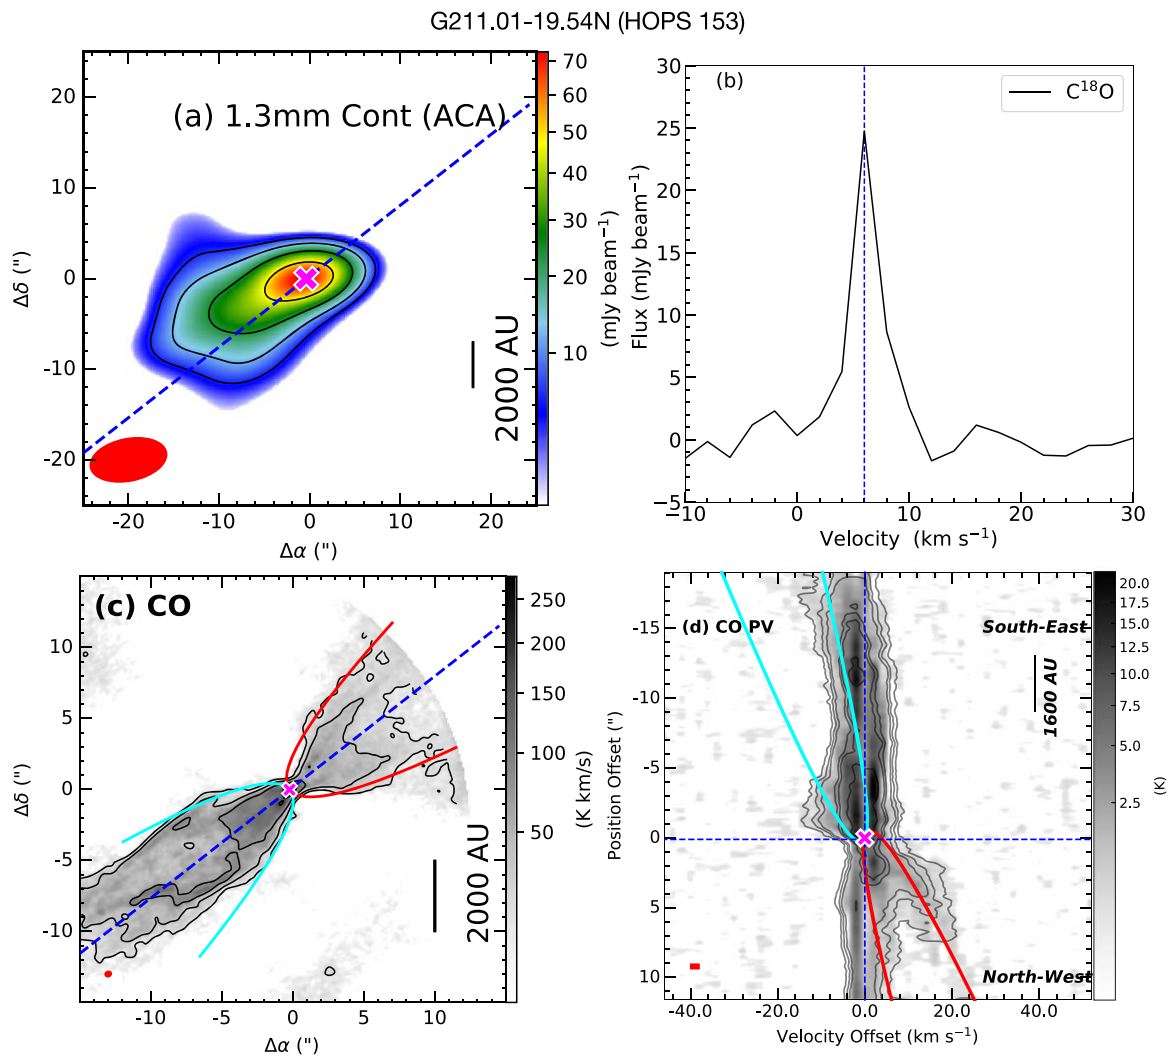 G211.01-19.54N (HOPS 153)
(a) 1.3mm Cont (ACA)
20
10
0
-10
-20
Δδ (")
-20
-10
0
10
20
Δα (")
2000 AU
70
60
50
40
30
20
10
(mJy beam⁻¹)
(b)
C¹⁸O
30
25
20
15
10
5
0
−5
Flux (mJy beam⁻¹)
−10
0
10
20
30
Velocity (km s⁻¹)
(c) CO
10
5
0
-5
-10
Δδ (")
-10
-5
0
5
10
Δα (")
2000 AU
250
200
150
100
50
(K km/s)
(d) CO PV
South-East
1600 AU
North-West
-15
-10
-5
0
5
10
Position Offset (")
-40.0
-20.0
0.0
20.0
40.0
Velocity Offset (km s⁻¹)
20.0
17.5
15.0
12.5
10.0
7.5
5.0
2.5
(K)